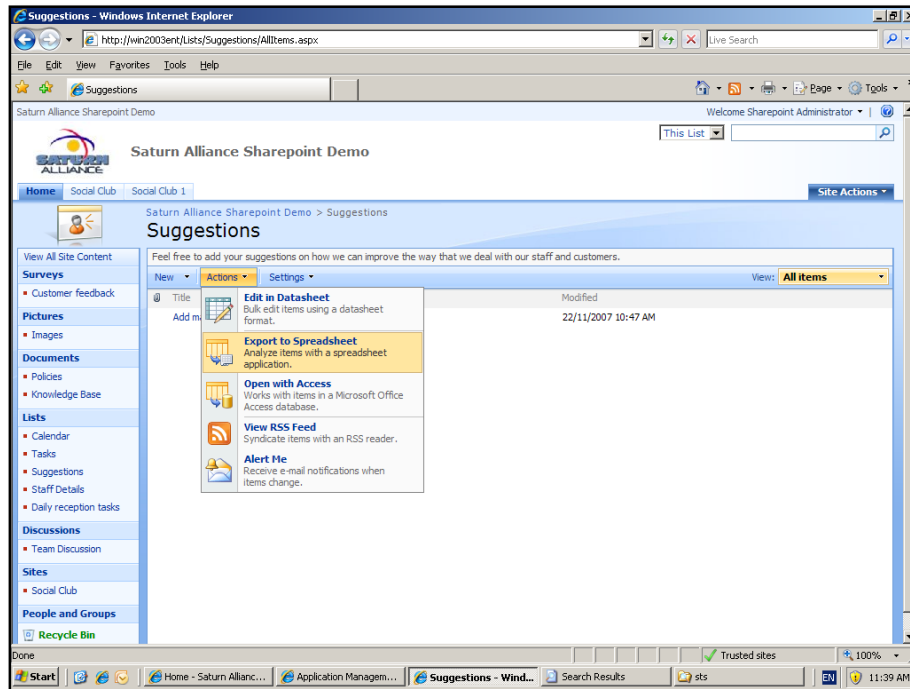 Suggestions - Windows Internet Explorer
http://win2003ent/Lists/Suggestions/AllItems.aspx
Live Search
File Edit View Favorites Tools Help
Suggestions
Page Tools
Saturn Alliance Sharepoint Demo
Welcome Sharepoint Administrator
This List
SATURN
ALLIANCE
Saturn Alliance Sharepoint Demo
Home Social Club Social Club 1
Site Actions
Saturn Alliance Sharepoint Demo > Suggestions
Suggestions
View All Site Content
Feel free to add your suggestions on how we can improve the way that we deal with our staff and customers.
Surveys
New Actions Settings
View: All items
Customer feedback
Title
Modified
Pictures
Add
22/11/2007 10:47 AM
Images
Documents
Policies
Knowledge Base
Lists
Calendar
Tasks
Suggestions
Staff Details
Daily reception tasks
Discussions
Team Discussion
Sites
Social Club
People and Groups
Recycle Bin
Edit in Datasheet
Bulk edit items using a datasheet
format.
Export to Spreadsheet
Analyze items with a spreadsheet
application.
Open with Access
Works with items in a Microsoft Office
Access database.
View RSS Feed
Syndicate items with an RSS reader.
Alert Me
Receive e-mail notifications when
items change.
Done
Trusted sites
100%
Start
Home - Saturn Allianc...
Application Managem...
Suggestions - Wind...
Search Results
sts
EN
11:39 AM